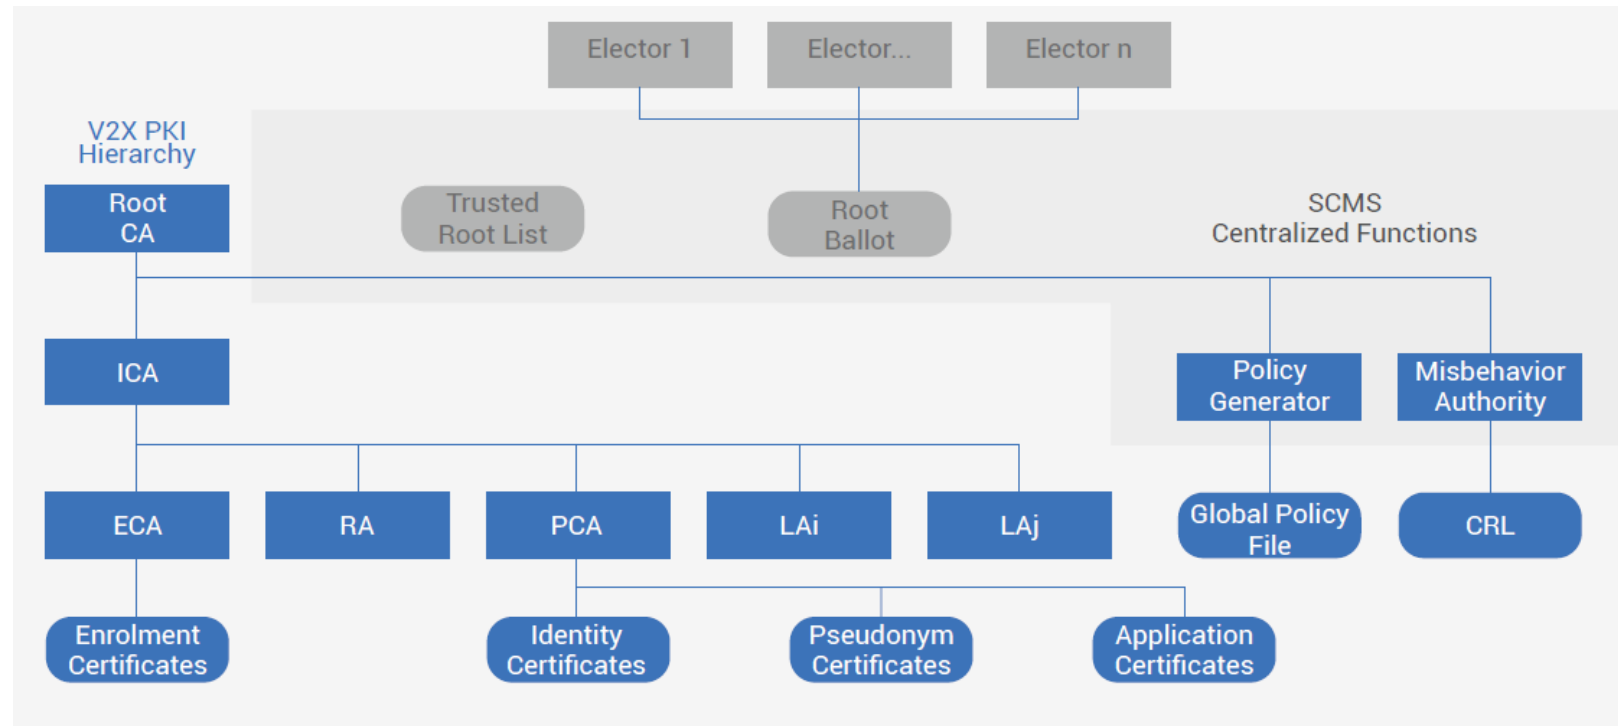 Elector 1
Elector...
Elector n
V2X PKI
Hierarchy
Root
CA
Trusted
Root List
Root
Ballot
SCMS
Centralized Functions
ICA
Policy
Generator
Misbehavior
Authority
ECA
RA
PCA
LAi
LAj
Global Policy
File
CRL
Enrolment
Certificates
Identity
Certificates
Pseudonym
Certificates
Application
Certificates